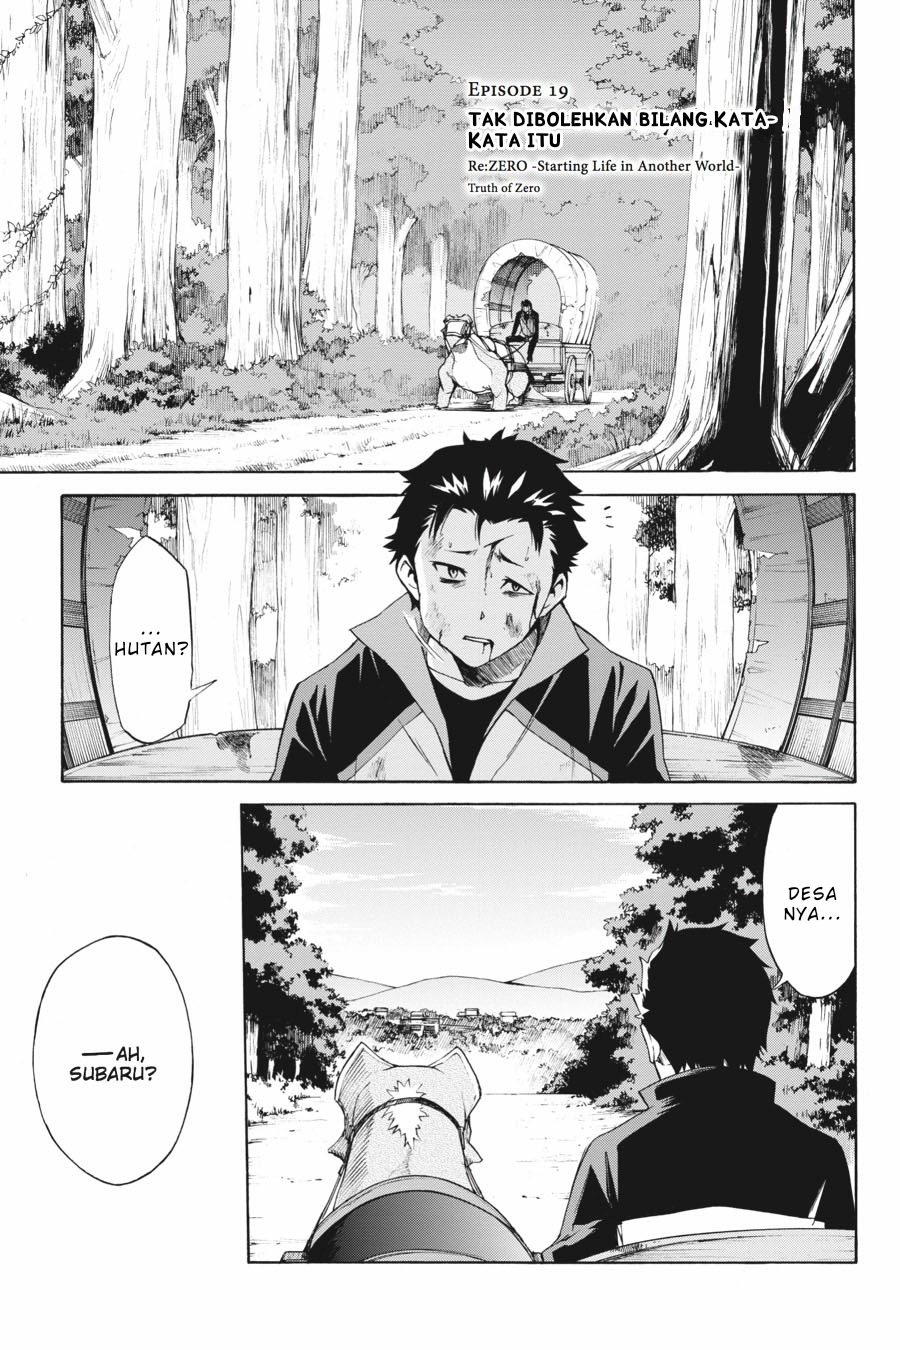 EPISODE 19
TAK DIBOLEHKAN BILANG KATA-
KATA ITU
Re:ZERO -Starting Life in Another World-
Truth of Zero
...
HUTAN?
DESA
NYA...
—AH,
SUBARU?